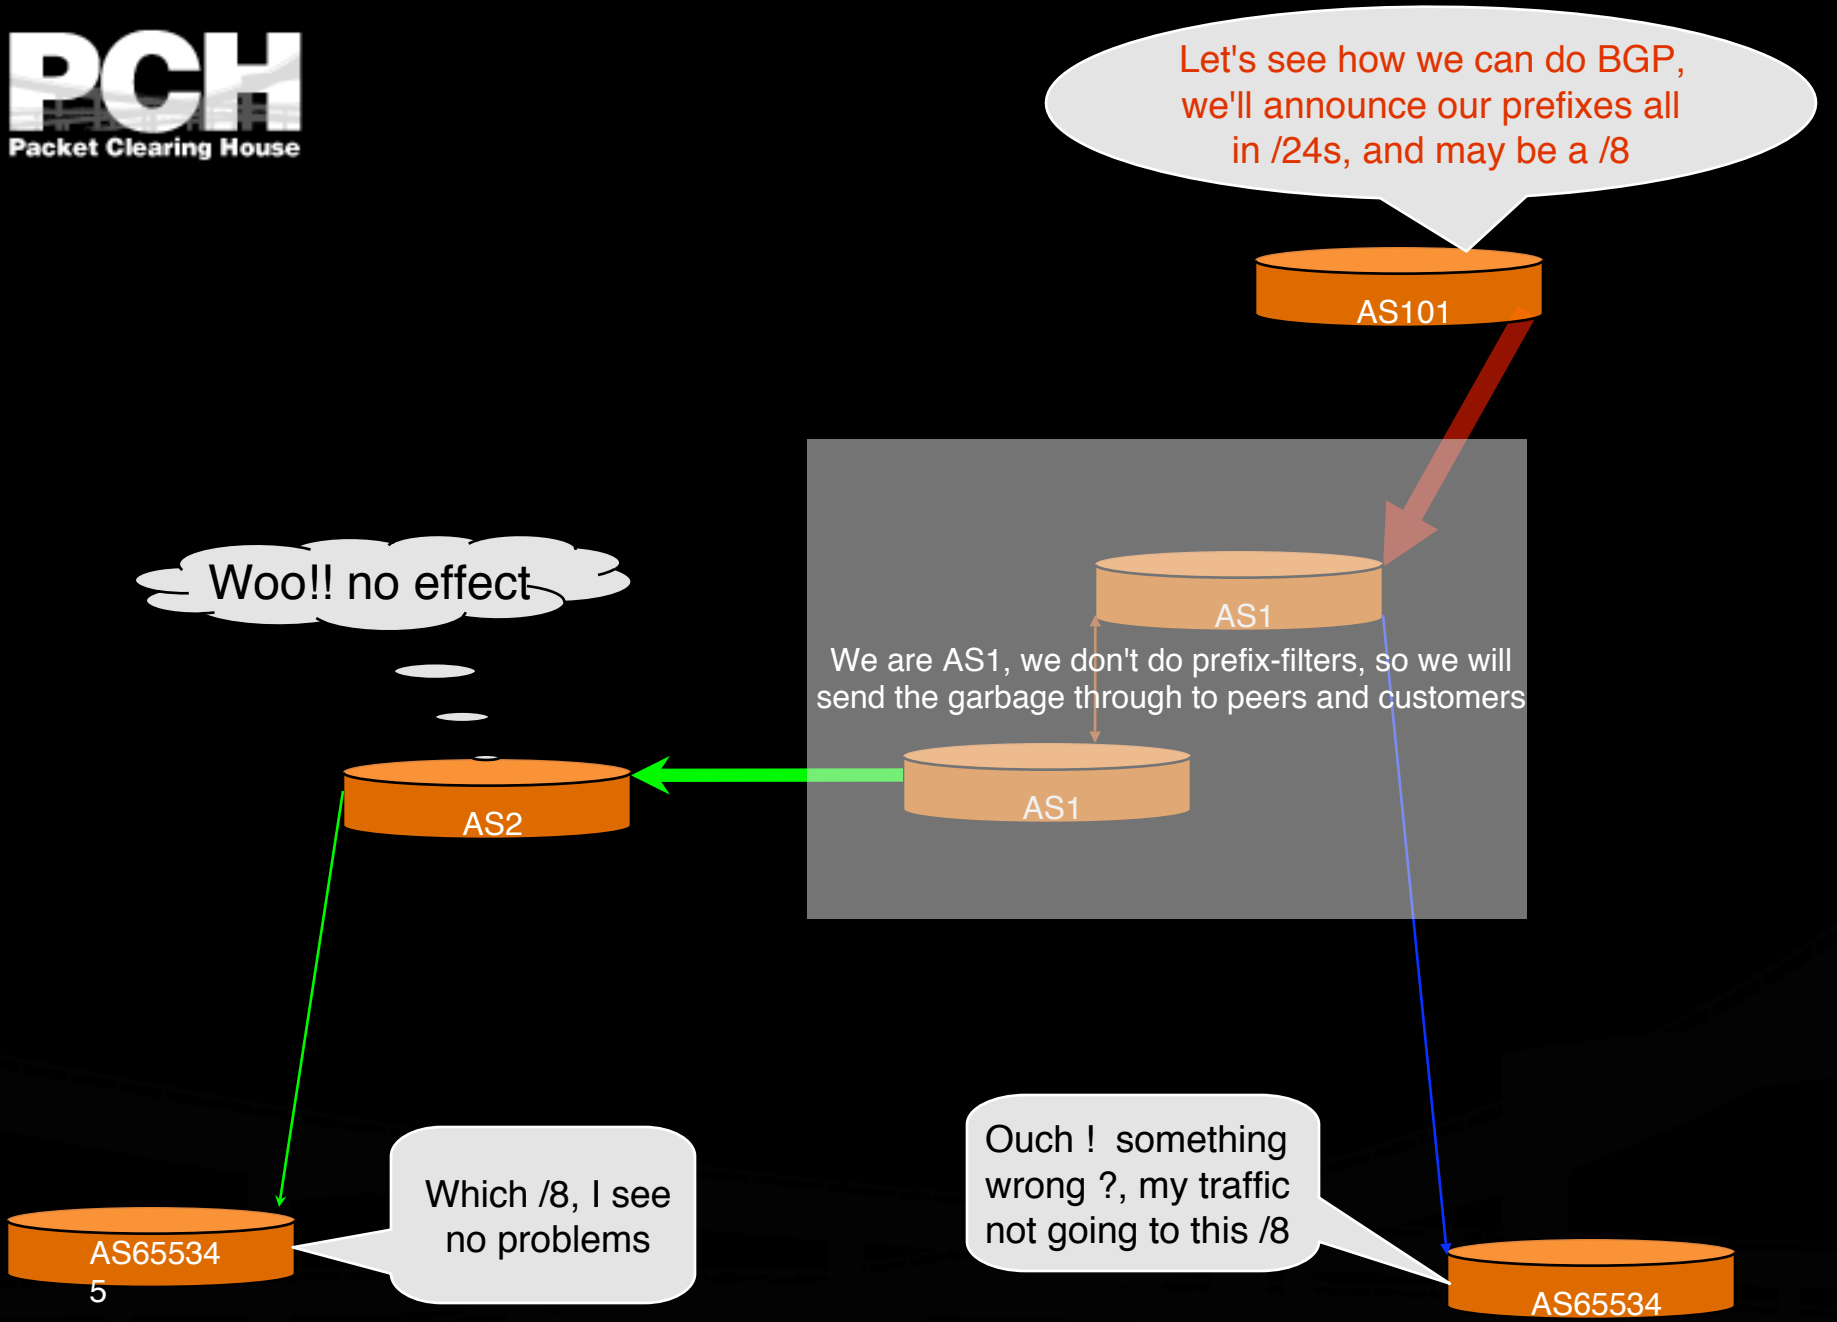 PCH
Packet Clearing House
Let's see how we can do BGP,
we'll announce our prefixes all
in /24s, and may be a /8
AS101
Woo!! no effect
AS1
We are AS1, we don't do prefix-filters, so we will
send the garbage through to peers and customers
AS2
AS1
Which /8, I see
no problems
Ouch ! something
wrong ?, my traffic
not going to this /8
AS65534
5
AS65534